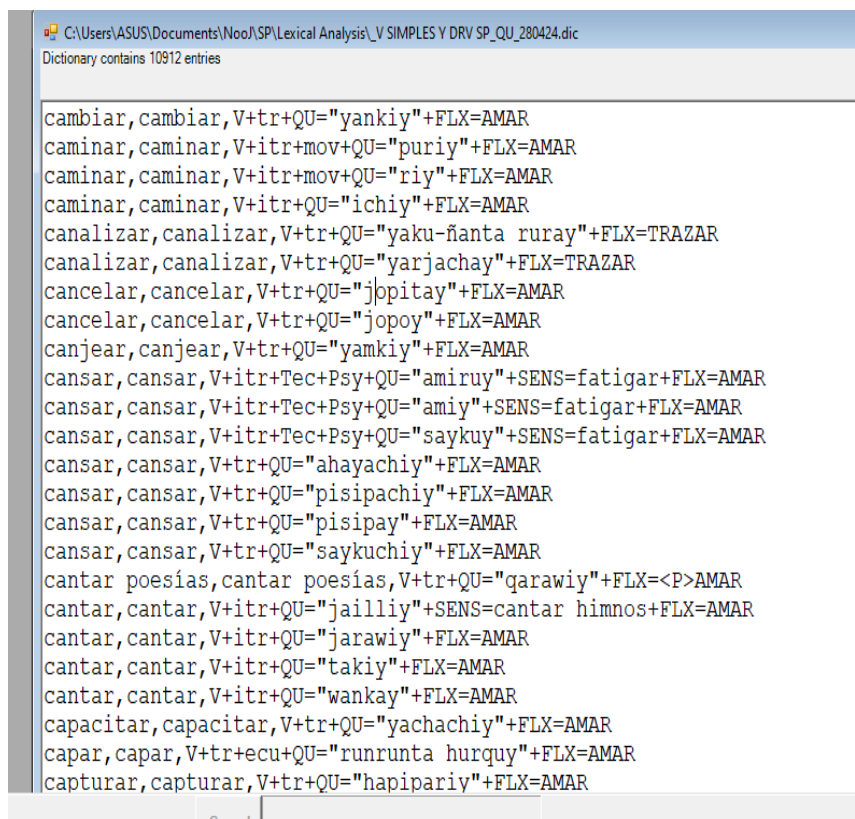 C:\Users\ASUS\Documents\NooJ\SP\Lexical Analysis\_V SIMPLES Y DRV SP_QU_280424.dic
Dictionary contains 10912 entries
cambiar,cambiar,V+tr+QU="yankiy"+FLX=AMAR
caminar,caminar,V+itr+mov+QU="puriy"+FLX=AMAR
caminar,caminar,V+itr+mov+QU="riy"+FLX=AMAR
caminar,caminar,V+itr+QU="ichiy"+FLX=AMAR
canalizar,canalizar,V+tr+QU="yaku-ñanta ruray"+FLX=TRAZAR
canalizar,canalizar,V+tr+QU="yarjachay"+FLX=TRAZAR
cancelar,cancelar,V+tr+QU="jopitay"+FLX=AMAR
cancelar,cancelar,V+tr+QU="jopoy"+FLX=AMAR
canjear,canjear,V+tr+QU="yamkiy"+FLX=AMAR
cansar,cansar,V+itr+Tec+Psy+QU="amiruy"+SENS=fatigar+FLX=AMAR
cansar,cansar,V+itr+Tec+Psy+QU="amiy"+SENS=fatigar+FLX=AMAR
cansar,cansar,V+itr+Tec+Psy+QU="saykuy"+SENS=fatigar+FLX=AMAR
cansar,cansar,V+tr+QU="ahayachiy"+FLX=AMAR
cansar,cansar,V+tr+QU="pisipachiy"+FLX=AMAR
cansar,cansar,V+tr+QU="pisipay"+FLX=AMAR
cansar,cansar,V+tr+QU="saykuchiy"+FLX=AMAR
cantar poesías,cantar poesías,V+tr+QU="qarawiy"+FLX=<P>AMAR
cantar,cantar,V+itr+QU="jailliy"+SENS=cantar himnos+FLX=AMAR
cantar,cantar,V+itr+QU="jarawiy"+FLX=AMAR
cantar,cantar,V+itr+QU="takiy"+FLX=AMAR
cantar,cantar,V+itr+QU="wankay"+FLX=AMAR
capacitar,capacitar,V+tr+QU="yachachiy"+FLX=AMAR
capar,capar,V+tr+ecu+QU="runrunta hurquy"+FLX=AMAR
capturar,capturar,V+tr+QU="hapipariy"+FLX=AMAR